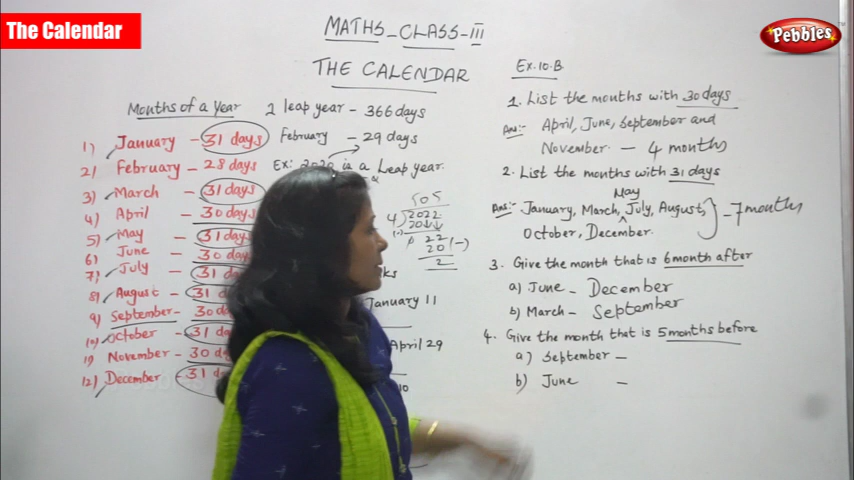 The Calendar
Pebbles
MATHS_CLASS-III
THE CALENDAR
Months of a Year
1) January - 31 days
2) February - 28 days
3) March - 31 days
4) April - 30 days
5) May - 31 days
6) June - 30 days
7) July - 31
8) August - 31
9) September - 30
10) October - 31
11) November - 30
12) December - 31
2 leap year - 366 days
February - 29 days
Ex: 2020 is a Leap year.
505
4) 2022
20
22
20 (-)
2
January 11
April 29
10
Ex.10.B
1. List the months with 30 days
Ans:- April, June, September and
November. - 4 months
2. List the months with 31 days
May
Ans:- January, March, July, August, - 7 months
October, December.
3. Give the month that is 6 month after
a) June - December
b) March - September
4. Give the month that is 5 months before
a) September -
b) June -